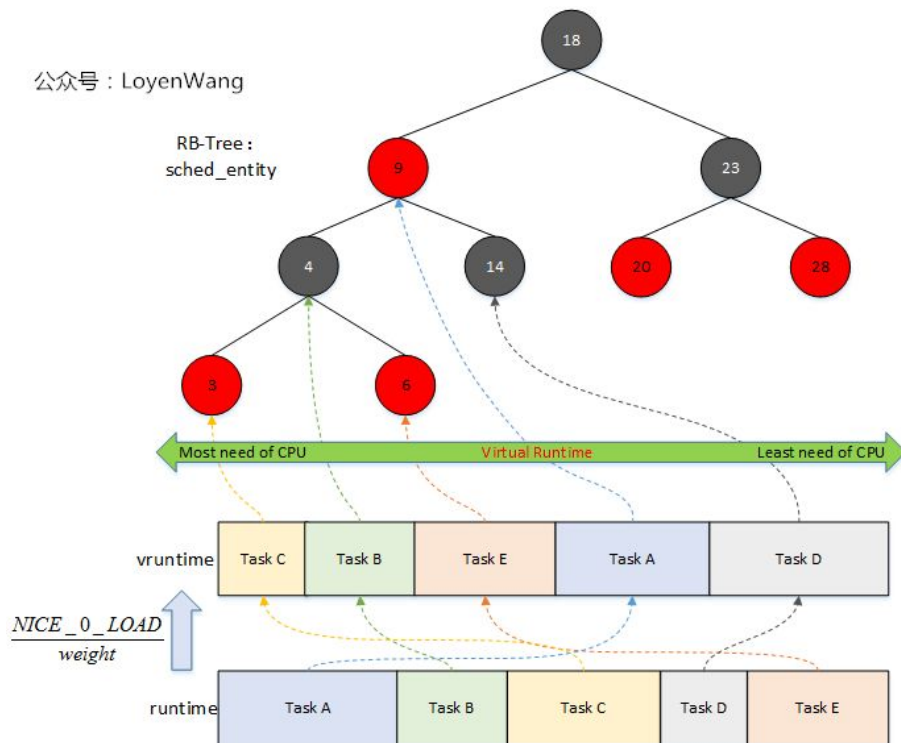 18
公众号：LoyenWang
RB-Tree：
sched_entity
9
23
4
14
20
28
3
6
Most need of CPU
Virtual Runtime
Least need of CPU
vruntime
Task C
Task B
Task E
Task A
Task D
NICE_0_LOAD
weight
runtime
Task A
Task B
Task C
Task D
Task E